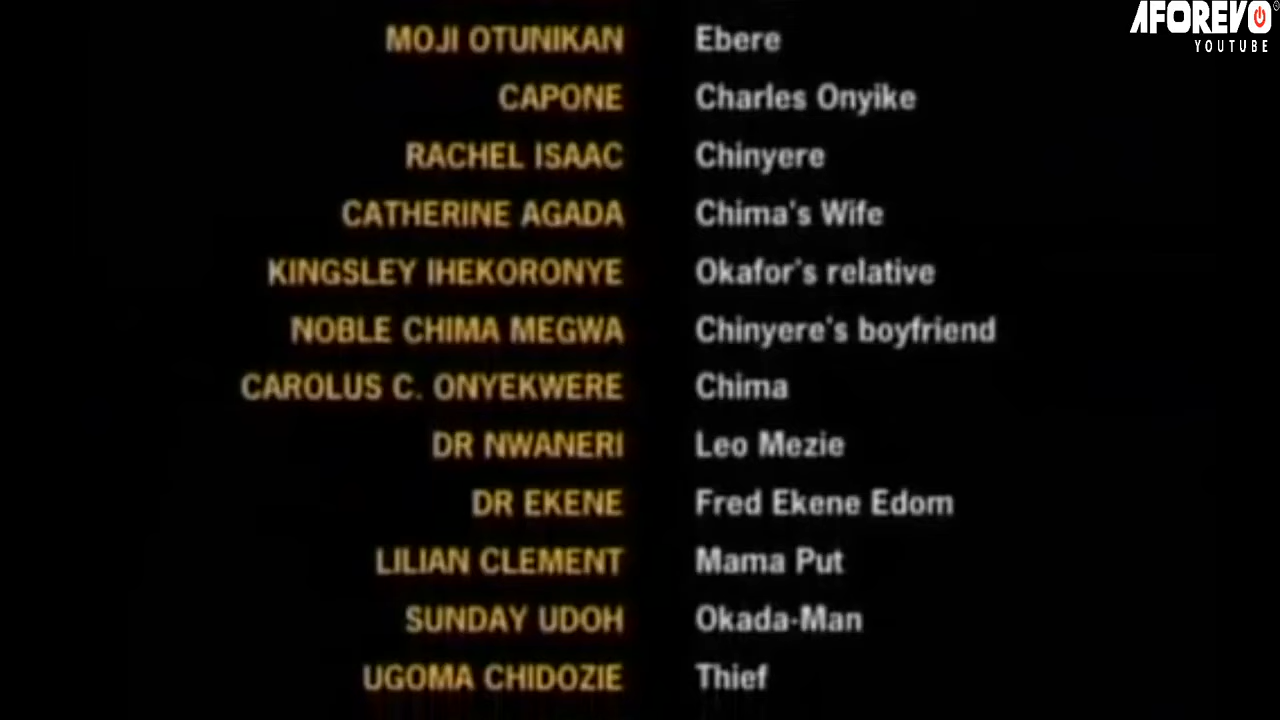 AFOREVO
YOUTUBE
MOJI OTUNIKAN Ebere
CAPONE Charles Onyike
RACHEL ISAAC Chinyere
CATHERINE AGADA Chima's Wife
KINGSLEY IHEKORONYE Okafor's relative
NOBLE CHIMA MEGWA Chinyere's boyfriend
CAROLUS C. ONYEKWERE Chima
DR NWANERI Leo Mezie
DR EKENE Fred Ekene Edom
LILIAN CLEMENT Mama Put
SUNDAY UDOH Okada-Man
UGOMA CHIDOZIE Thief